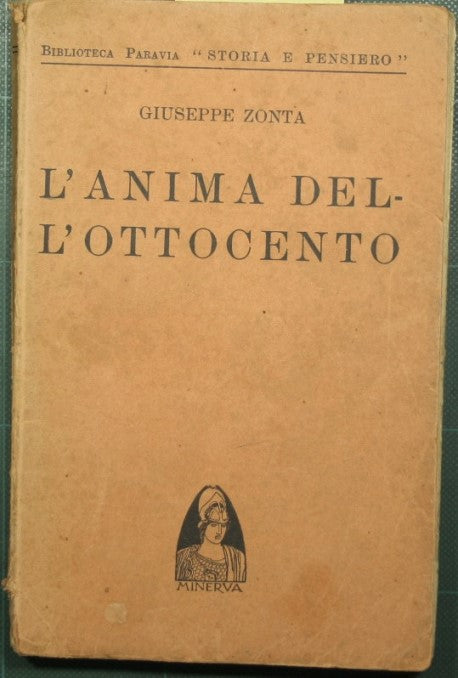 Biblioteca Paravia "STORIA E PENSIERO"
GIUSEPPE ZONTA
L'ANIMA DEL-
L'OTTOCENTO
MINERVA